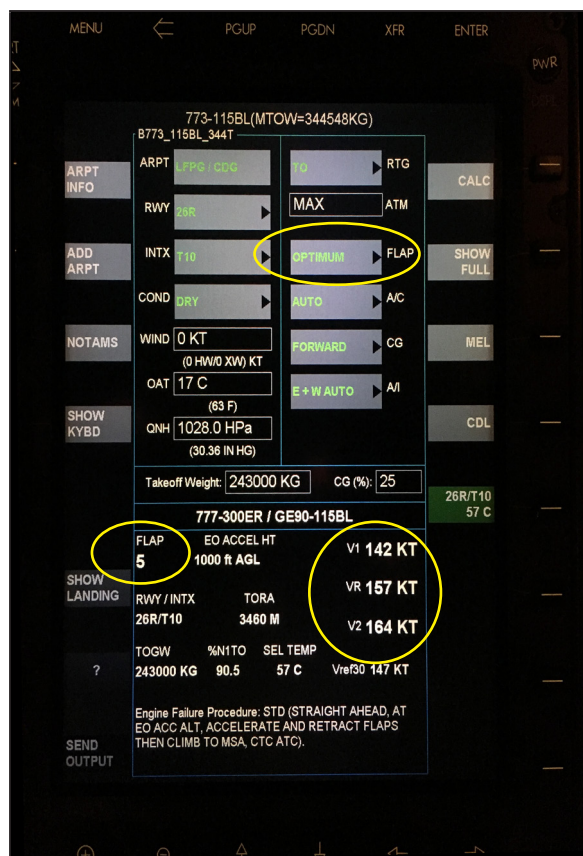 MENU PGUP PGDN XFR ENTER
PWR
773-115BL(MTOW=344548KG)
B773_115BL_344T
ARPT INFO
ARPT LFPG / CDG
TO RTG
CALC
RWY 26R
MAX ATM
ADD ARPT
INTX T10
OPTIMUM FLAP
SHOW FULL
COND DRY
AUTO A/C
NOTAMS
WIND 0 KT
(0 HW/0 XW) KT
FORWARD CG
MEL
OAT 17 C
(63 F)
E + W AUTO A/I
SHOW KYBD
QNH 1028.0 HPa
(30.36 IN HG)
CDL
Takeoff Weight: 243000 KG CG (%): 25
26R/T10
57 C
777-300ER / GE90-115BL
FLAP EO ACCEL HT
5 1000 ft AGL
V1 142 KT
SHOW LANDING
VR 157 KT
RWY / INTX TORA
26R/T10 3460 M
V2 164 KT
TOGW %N1TO SEL TEMP
? 243000 KG 90.5 57 C Vref30 147 KT
Engine Failure Procedure: STD (STRAIGHT AHEAD, AT
EO ACC ALT, ACCELERATE AND RETRACT FLAPS
THEN CLIMB TO MSA, CTC ATC).
SEND OUTPUT